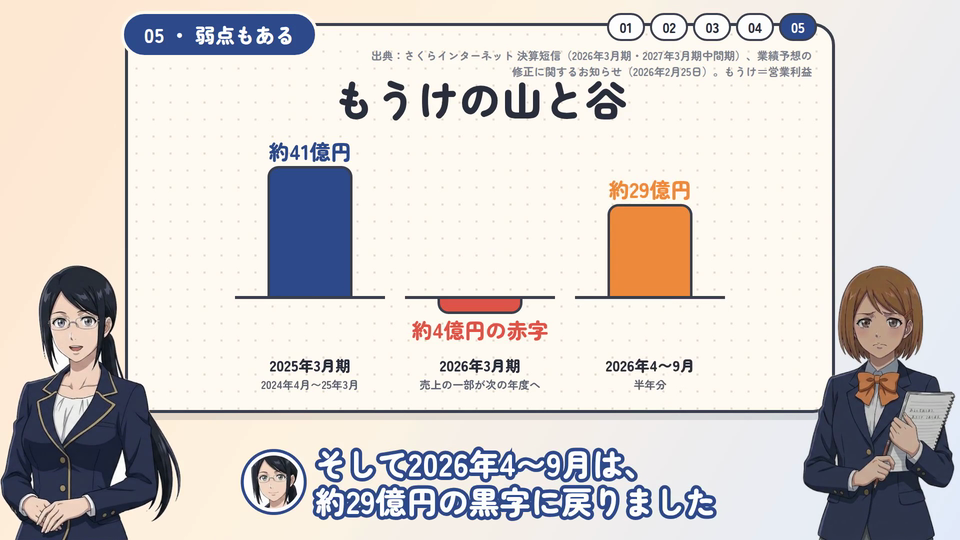 05 ・ 弱点もある
01 02 03 04 05
出典：さくらインターネット 決算短信（2026年3月期・2027年3月期中間期）、業績予想の
修正に関するお知らせ（2026年2月25日）。もうけ＝営業利益
もうけの山と谷
約41億円
約29億円
約4億円の赤字
2025年3月期
2024年4月〜25年3月
2026年3月期
売上の一部が次の年度へ
2026年4〜9月
半年分
そして2026年4〜9月は、
約29億円の黒字に戻りました